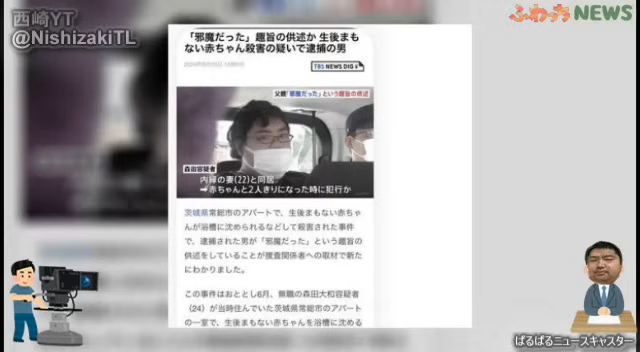 西崎YT
@NishizakiTL
ふわっちNEWS
「邪魔だった」趣旨の供述か 生後まも
ない赤ちゃん殺害の疑いで逮捕の男
TBS NEWS DIG
父親「邪魔だった」という趣旨の供述
森田容疑者
内縁の妻(22)と同居
➡赤ちゃんと2人きりになった時に犯行か
茨城県常総市のアパートで、生後まもない赤ちゃ
んが浴槽に沈められるなどして殺害された事件
で、逮捕された男が「邪魔だった」という趣旨の
供述をしていることが捜査関係者への取材で新た
にわかりました。
この事件はおととし6月、無職の森田大和容疑者
（24）が当時住んでいた茨城県常総市のアパート
の一室で、生後まもない赤ちゃんを浴槽に沈める
ぱるぱるニュースキャスター